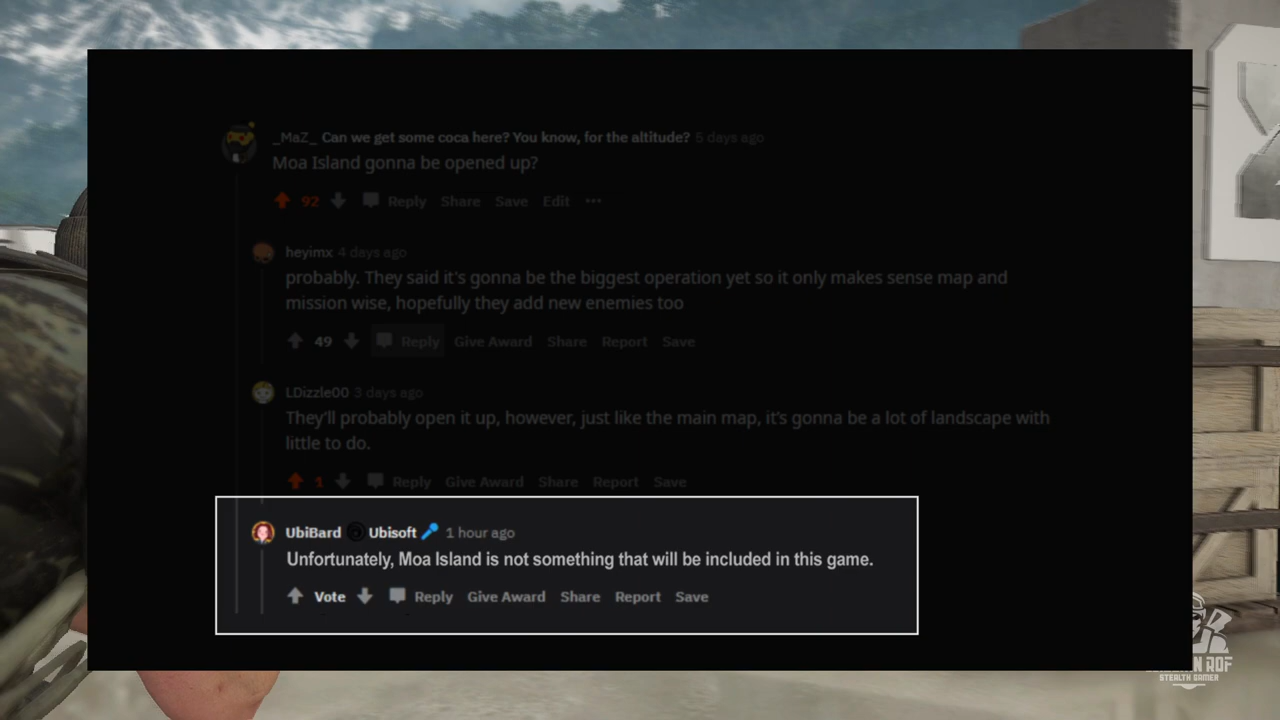 _MaZ_ Can we get some coca here? You know, for the altitude? 5 days ago
Moa Island gonna be opened up?
92 Reply Share Save Edit ···
heyimx 4 days ago
probably. They said it's gonna be the biggest operation yet so it only makes sense map and
mission wise, hopefully they add new enemies too
49 Reply Give Award Share Report Save
LDizzle00 3 days ago
They'll probably open it up, however, just like the main map, it's gonna be a lot of landscape with
little to do.
1 Reply Give Award Share Report Save
UbiBard Ubisoft 1 hour ago
Unfortunately, Moa Island is not something that will be included in this game.
Vote Reply Give Award Share Report Save
STEALTH GAMER